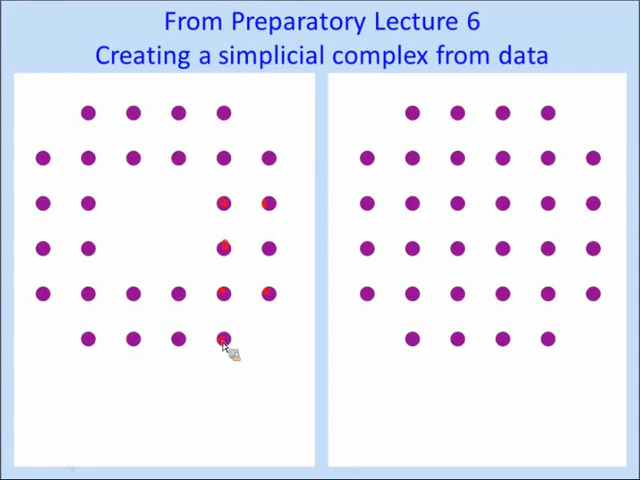 From Preparatory Lecture 6
Creating a simplicial complex from data